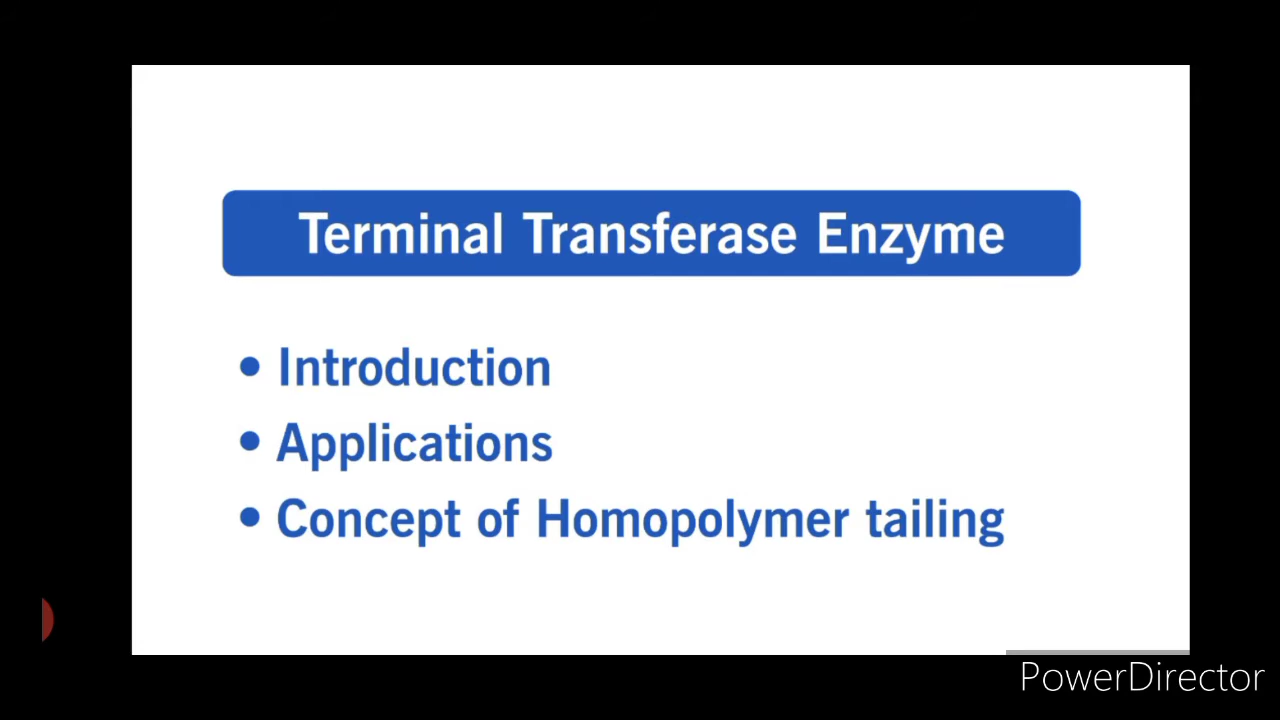 Terminal Transferase Enzyme
• Introduction
• Applications
• Concept of Homopolymer tailing
PowerDirector